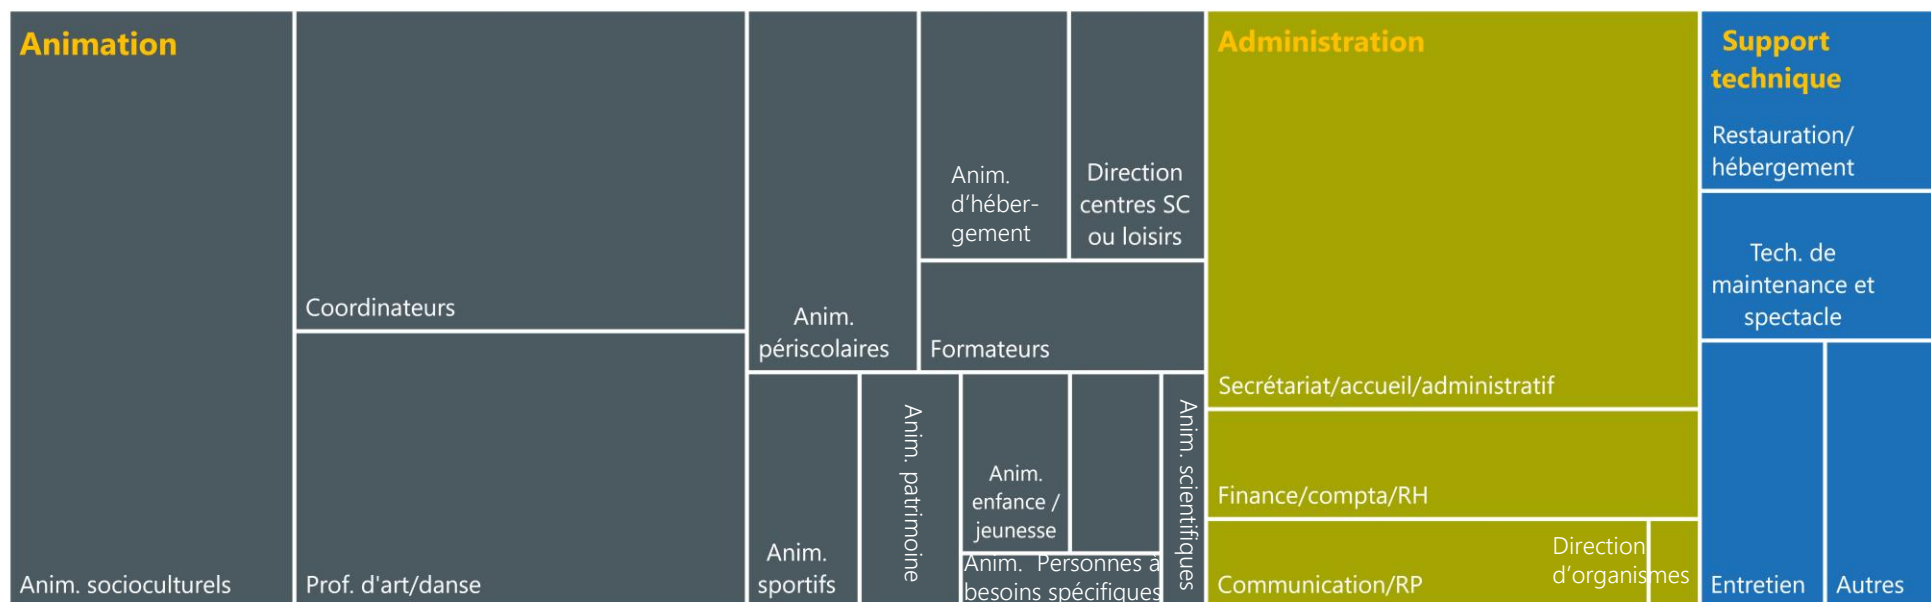 Animation
Anim. socioculturels
Coordinateurs
Prof. d'art/danse
Anim.
périscolaires
Anim.
d'héber-
gement
Direction
centres SC
ou loisirs
Formateurs
Anim.
sportifs
Anim. patrimoine
Anim.
enfance /
jeunesse
Anim. Personnes à
besoins spécifiques
Anim. scientifiques
Administration
Secrétariat/accueil/administratif
Finance/compta/RH
Communication/RP
Direction
d'organismes
Support
technique
Restauration/
hébergement
Tech. de
maintenance et
spectacle
Entretien
Autres